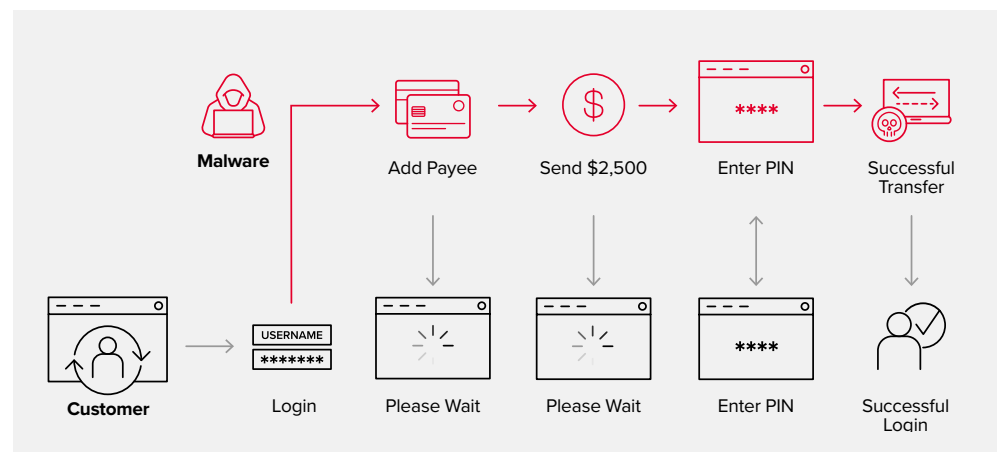 ****
Malware
Add Payee
Send $2,500
Enter PIN
Successful
Transfer
USERNAME
*******
****
Customer
Login
Please Wait
Please Wait
Enter PIN
Successful
Login